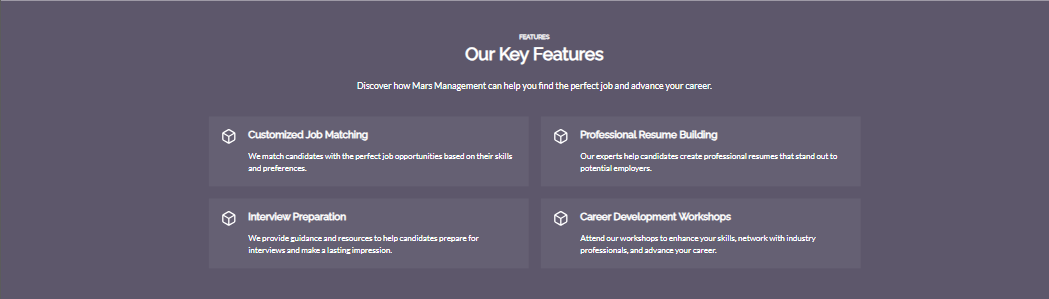 FEATURES
Our Key Features
Discover how Mars Management can help you find the perfect job and advance your career.
Customized Job Matching
We match candidates with the perfect job opportunities based on their skills
and preferences.
Professional Resume Building
Our experts help candidates create professional resumes that stand out to
potential employers.
Interview Preparation
We provide guidance and resources to help candidates prepare for
interviews and make a lasting impression.
Career Development Workshops
Attend our workshops to enhance your skills, network with industry
professionals, and advance your career.